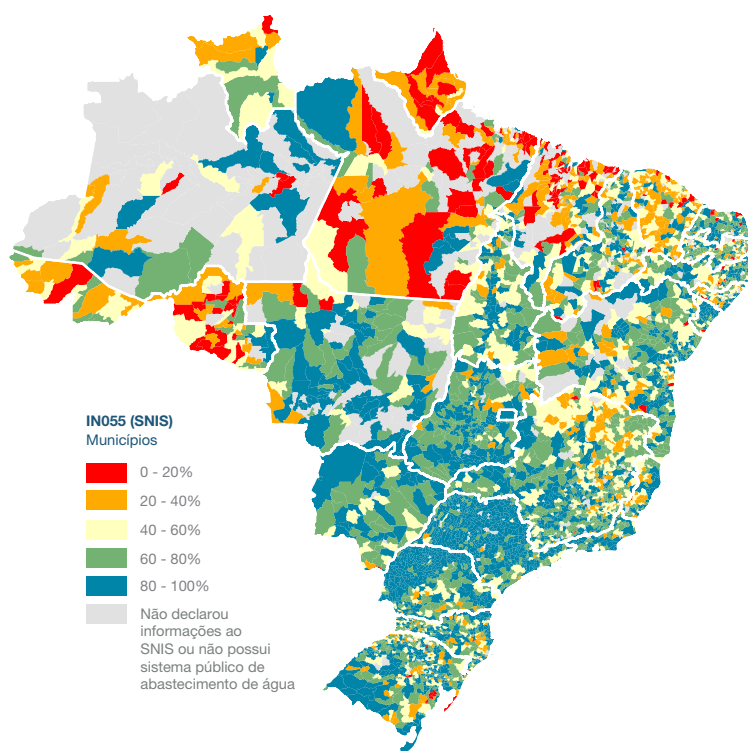 IN055 (SNIS)
Municípios
0 - 20%
20 - 40%
40 - 60%
60 - 80%
80 - 100%
Não declarou
informações ao
SNIS ou não possui
sistema público de
abastecimento de água